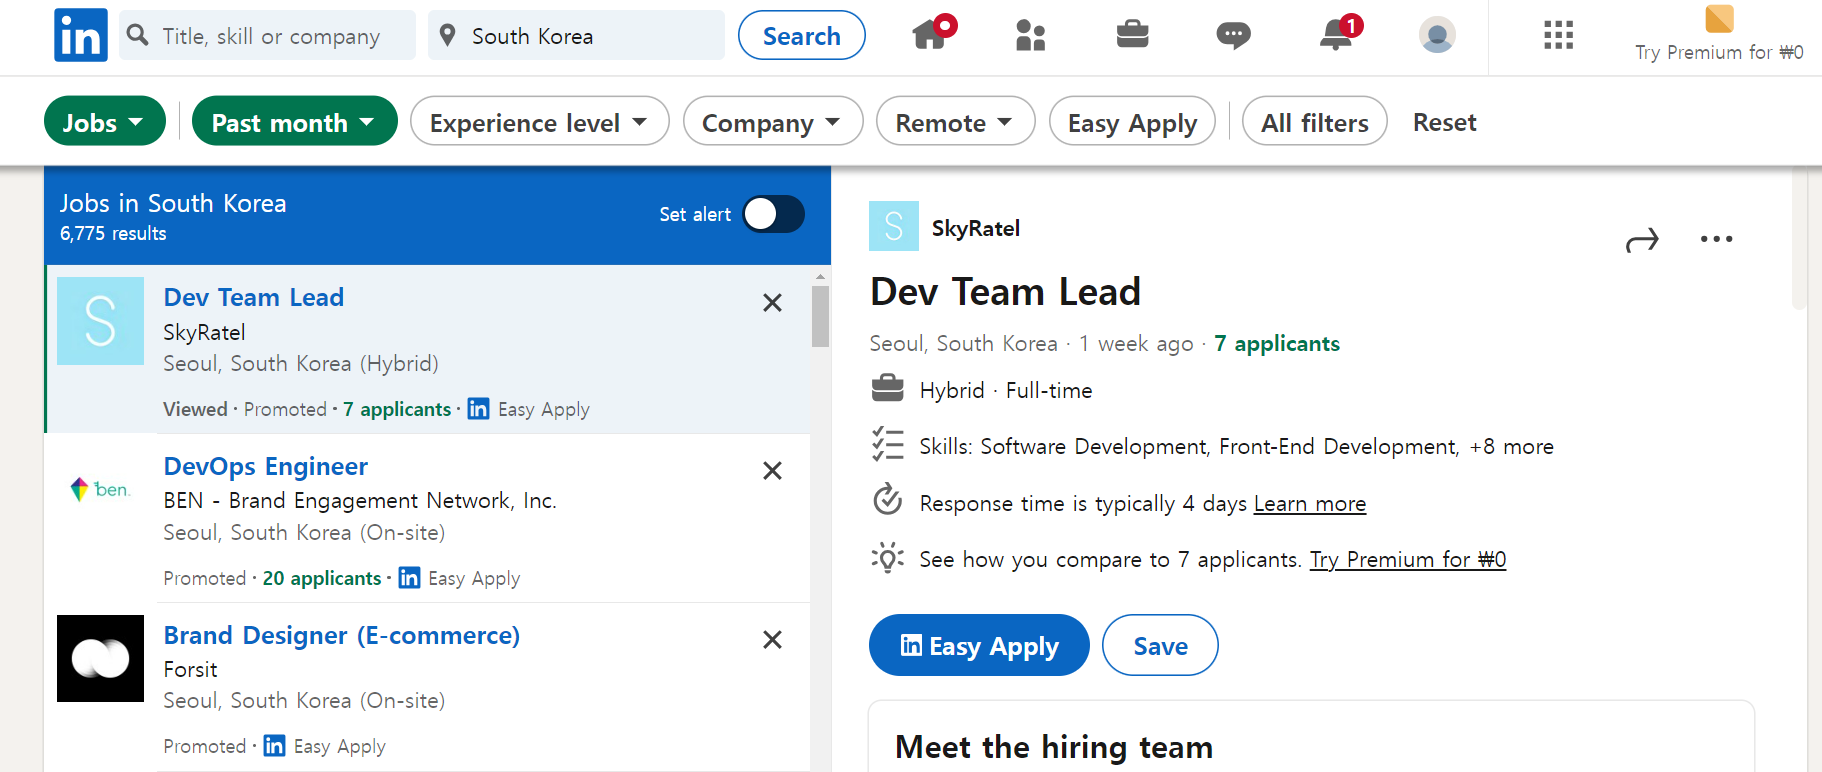 in Title, skill or company South Korea Search 1 Try Premium for ₩0
Jobs Past month Experience level Company Remote Easy Apply All filters Reset
Jobs in South Korea
6,775 results
Set alert
S
Dev Team Lead
SkyRatel
Seoul, South Korea (Hybrid)
Viewed · Promoted · 7 applicants · in Easy Apply
ben.
DevOps Engineer
BEN - Brand Engagement Network, Inc.
Seoul, South Korea (On-site)
Promoted · 20 applicants · in Easy Apply
Brand Designer (E-commerce)
Forsit
Seoul, South Korea (On-site)
Promoted · in Easy Apply
S SkyRatel
Dev Team Lead
Seoul, South Korea · 1 week ago · 7 applicants
Hybrid · Full-time
Skills: Software Development, Front-End Development, +8 more
Response time is typically 4 days Learn more
See how you compare to 7 applicants. Try Premium for ₩0
in Easy Apply Save
Meet the hiring team